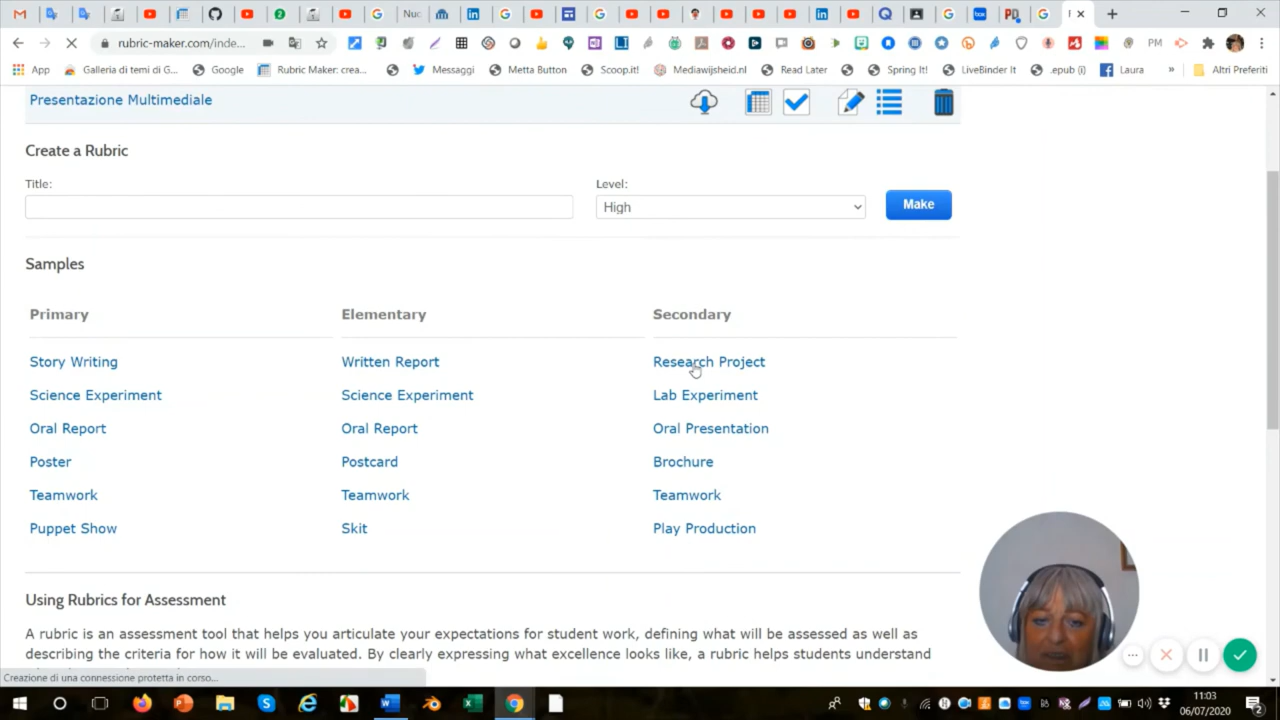 Nuc
PD
rubric-maker.com/inde...
PM
App
Galleria di temi di G...
Google
Rubric Maker: crea...
Messaggi
Metta Button
Scoop.it!
Mediawijsheid.nl
Read Later
Spring It!
LiveBinder It
.epub (i)
Laura
»
Altri Preferiti
Presentazione Multimediale
Create a Rubric
Title:
Level:
High
Make
Samples
Primary
Elementary
Secondary
Story Writing
Written Report
Research Project
Science Experiment
Science Experiment
Lab Experiment
Oral Report
Oral Report
Oral Presentation
Poster
Postcard
Brochure
Teamwork
Teamwork
Teamwork
Puppet Show
Skit
Play Production
Using Rubrics for Assessment
A rubric is an assessment tool that helps you articulate your expectations for student work, defining what will be assessed as well as
describing the criteria for how it will be evaluated. By clearly expressing what excellence looks like, a rubric helps students understand
Creazione di una connessione protetta in corso...
11:03
06/07/2020